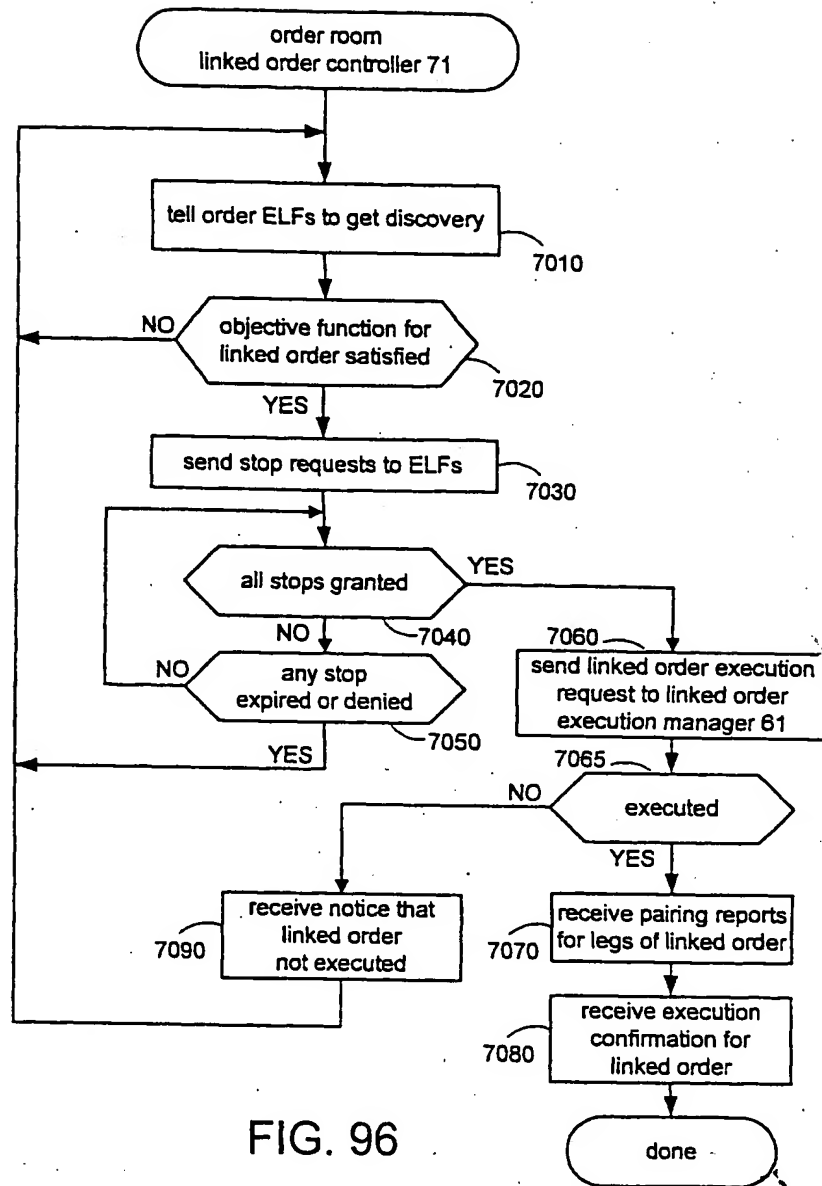 order room
linked order controller 71
tell order ELFs to get discovery
7010
NO
objective function for
linked order satisfied
7020
YES
send stop requests to ELFs
7030
all stops granted
YES
7040
NO
NO
any stop
expired or denied
7050
YES
7060
send linked order execution
request to linked order
execution manager 61
7065
NO
executed
YES
receive notice that
linked order
not executed
7090
receive pairing reports
for legs of linked order
7070
receive execution
confirmation for
linked order
7080
done
FIG. 96